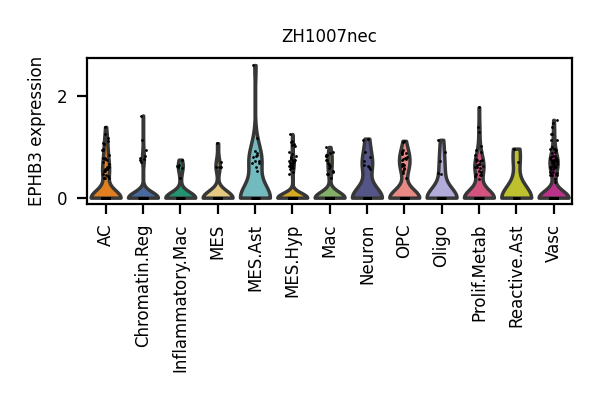 ZH1007nec
EPHB3 expression
2
0
AC
Chromatin.Reg
Inflammatory.Mac
MES
MES.Ast
MES.Hyp
Mac
Neuron
OPC
Oligo
Prolif.Metab
Reactive.Ast
Vasc